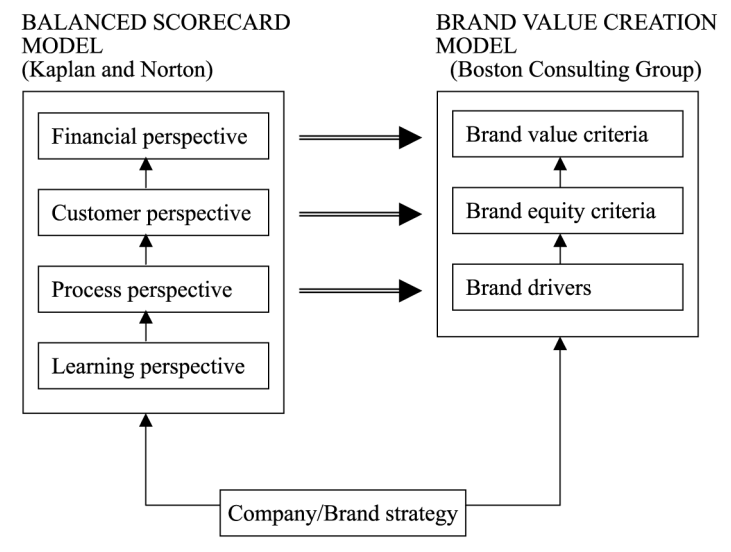 BALANCED SCORECARD
MODEL
(Kaplan and Norton)
Financial perspective
Customer perspective
Process perspective
Learning perspective
BRAND VALUE CREATION
MODEL
(Boston Consulting Group)
Brand value criteria
Brand equity criteria
Brand drivers
Company/Brand strategy